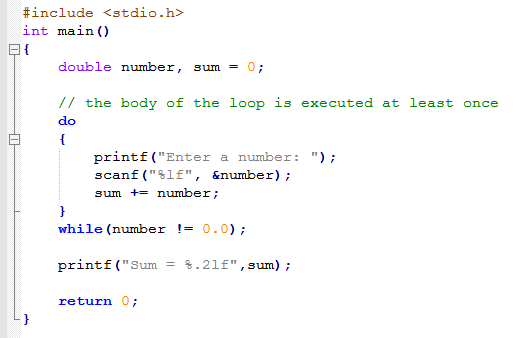 #include <stdio.h>
int main()
{
    double number, sum = 0;

    // the body of the loop is executed at least once
    do
    {
        printf("Enter a number: ");
        scanf("%lf", &number);
        sum += number;
    }
    while(number != 0.0);

    printf("Sum = %.2lf",sum);

    return 0;
}